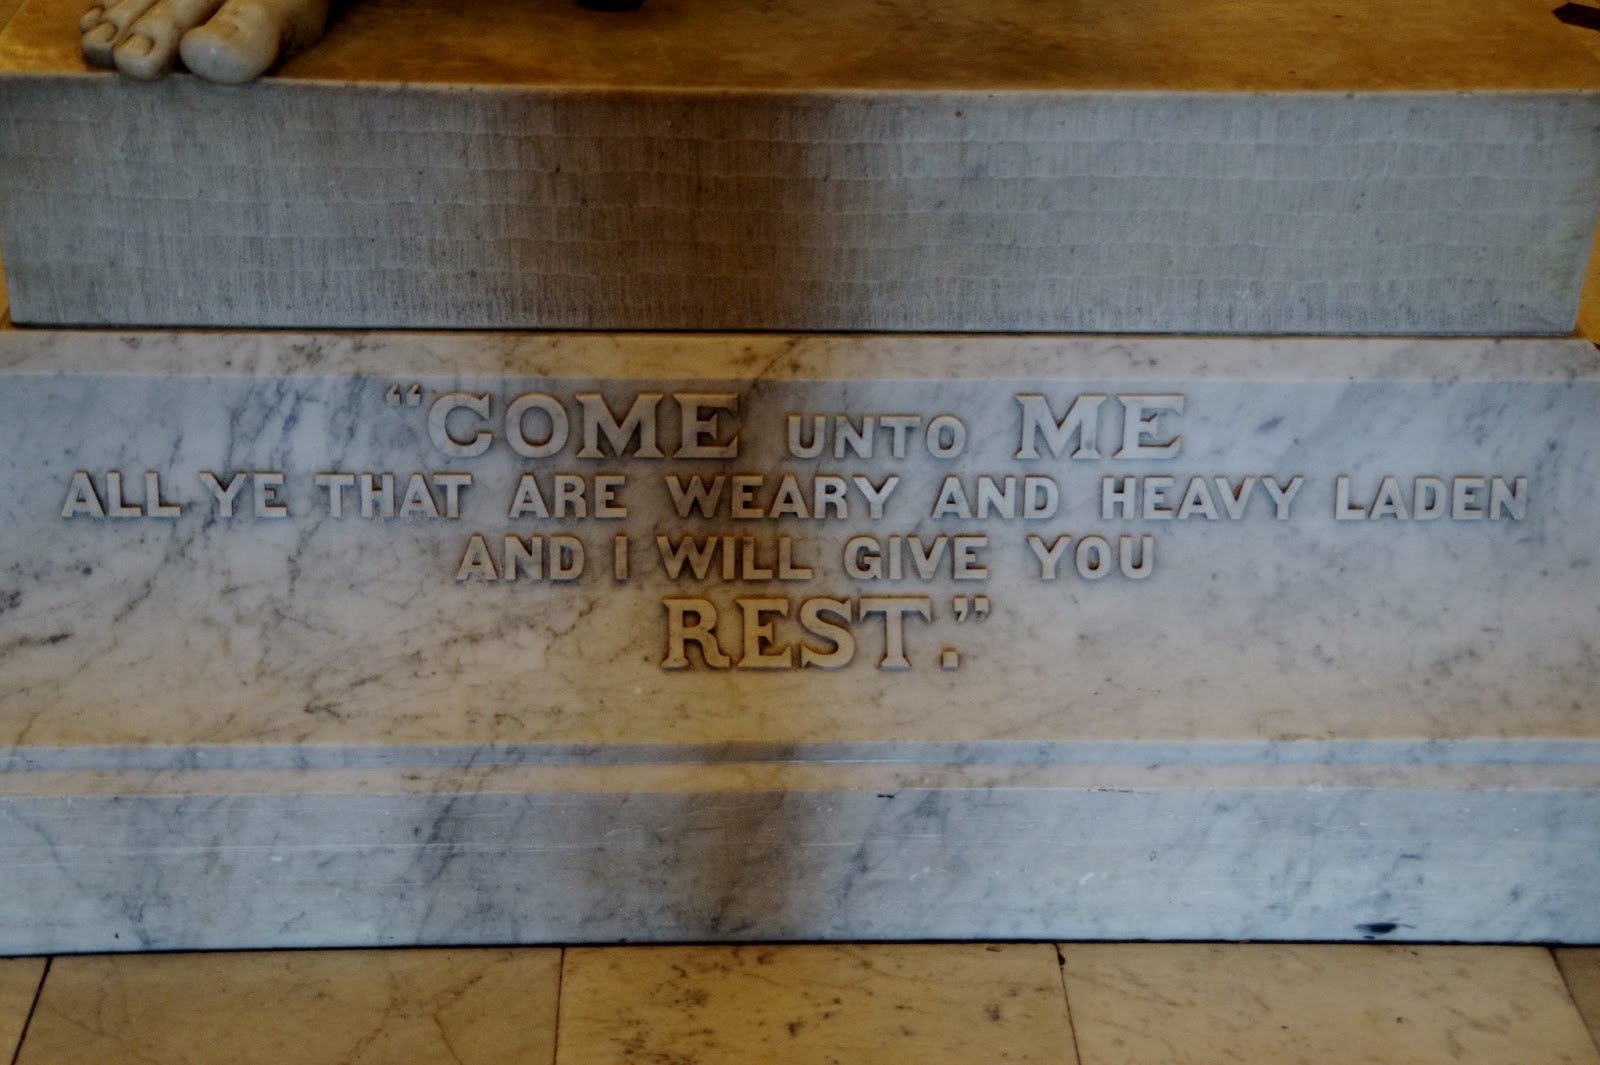 “COME UNTO ME
ALL YE THAT ARE WEARY AND HEAVY LADEN
AND I WILL GIVE YOU
REST.”